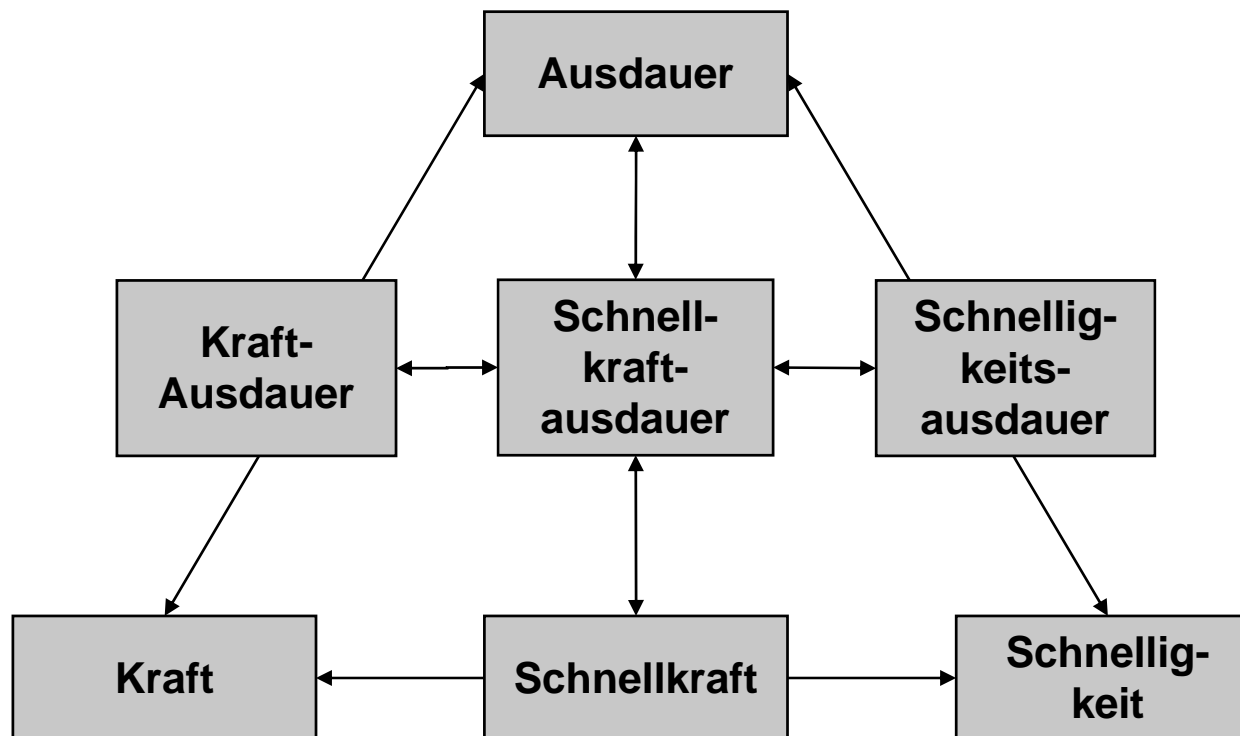 Ausdauer
Kraft-
Ausdauer
Schnell-
kraft-
ausdauer
Schnellig-
keits-
ausdauer
Kraft
Schnellkraft
Schnellig-
keit